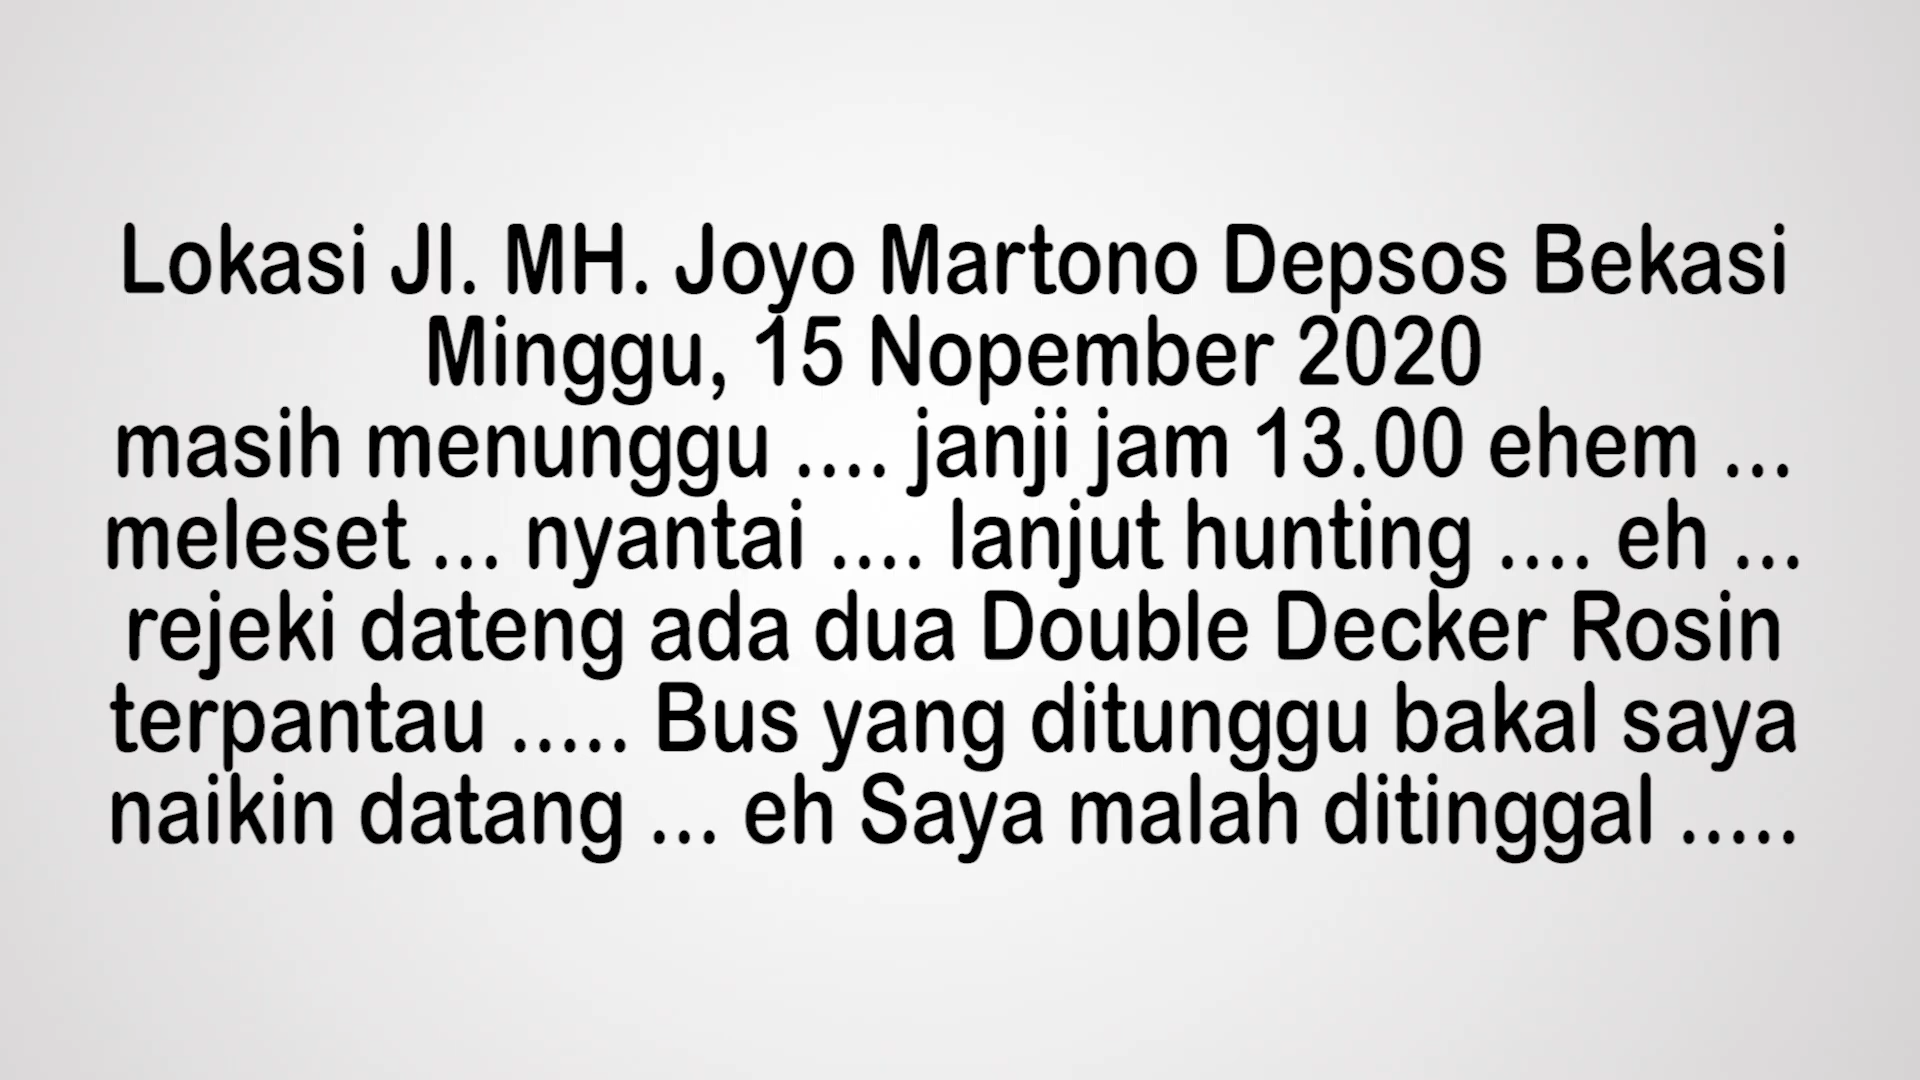 Lokasi Jl. MH. Joyo Martono Depsos Bekasi
Minggu, 15 Nopember 2020
masih menunggu .... janji jam 13.00 ehem ...
meleset ... nyantai .... lanjut hunting .... eh ...
rejeki dateng ada dua Double Decker Rosin
terpantau ..... Bus yang ditunggu bakal saya
naikin datang ... eh Saya malah ditinggal .....